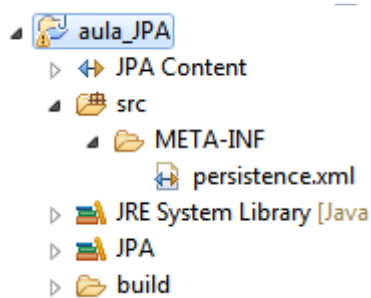 aula_JPA
JPA Content
src
META-INF
persistence.xml
JRE System Library [Java
JPA
build